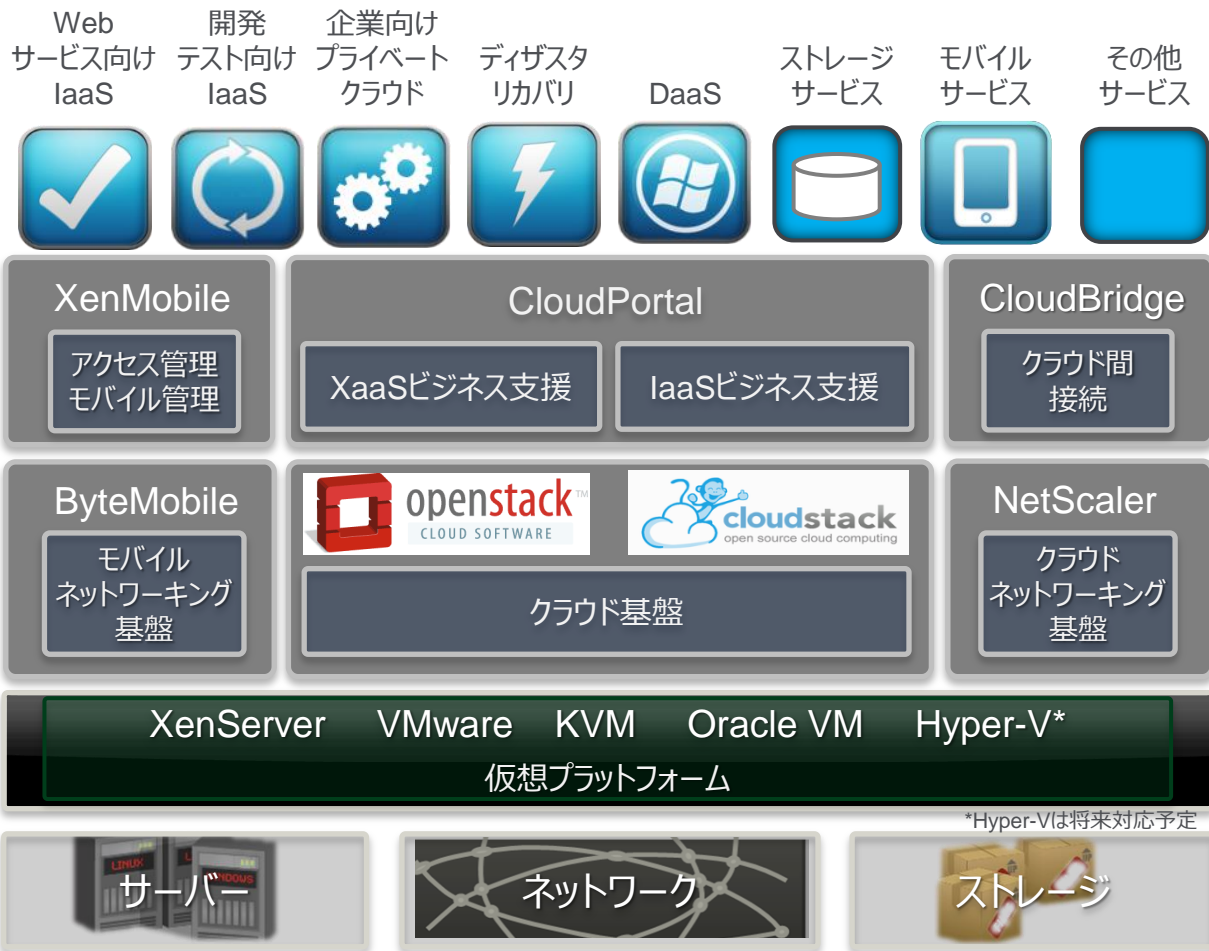 Web
サービス向け
IaaS
開発
テスト向け
IaaS
企業向け
プライベート
クラウド
ディザスタ
リカバリ
DaaS
ストレージ
サービス
モバイル
サービス
その他
サービス
XenMobile
アクセス管理
モバイル管理
CloudPortal
XaaSビジネス支援
IaaSビジネス支援
CloudBridge
クラウド間
接続
ByteMobile
モバイル
ネットワーキング
基盤
openstack™
CLOUD SOFTWARE
cloudstack
open source cloud computing
クラウド基盤
NetScaler
クラウド
ネットワーキング
基盤
XenServer VMware KVM Oracle VM Hyper-V*
仮想プラットフォーム
*Hyper-Vは将来対応予定
LINUX
サーバー
ネットワーク
ストレージ